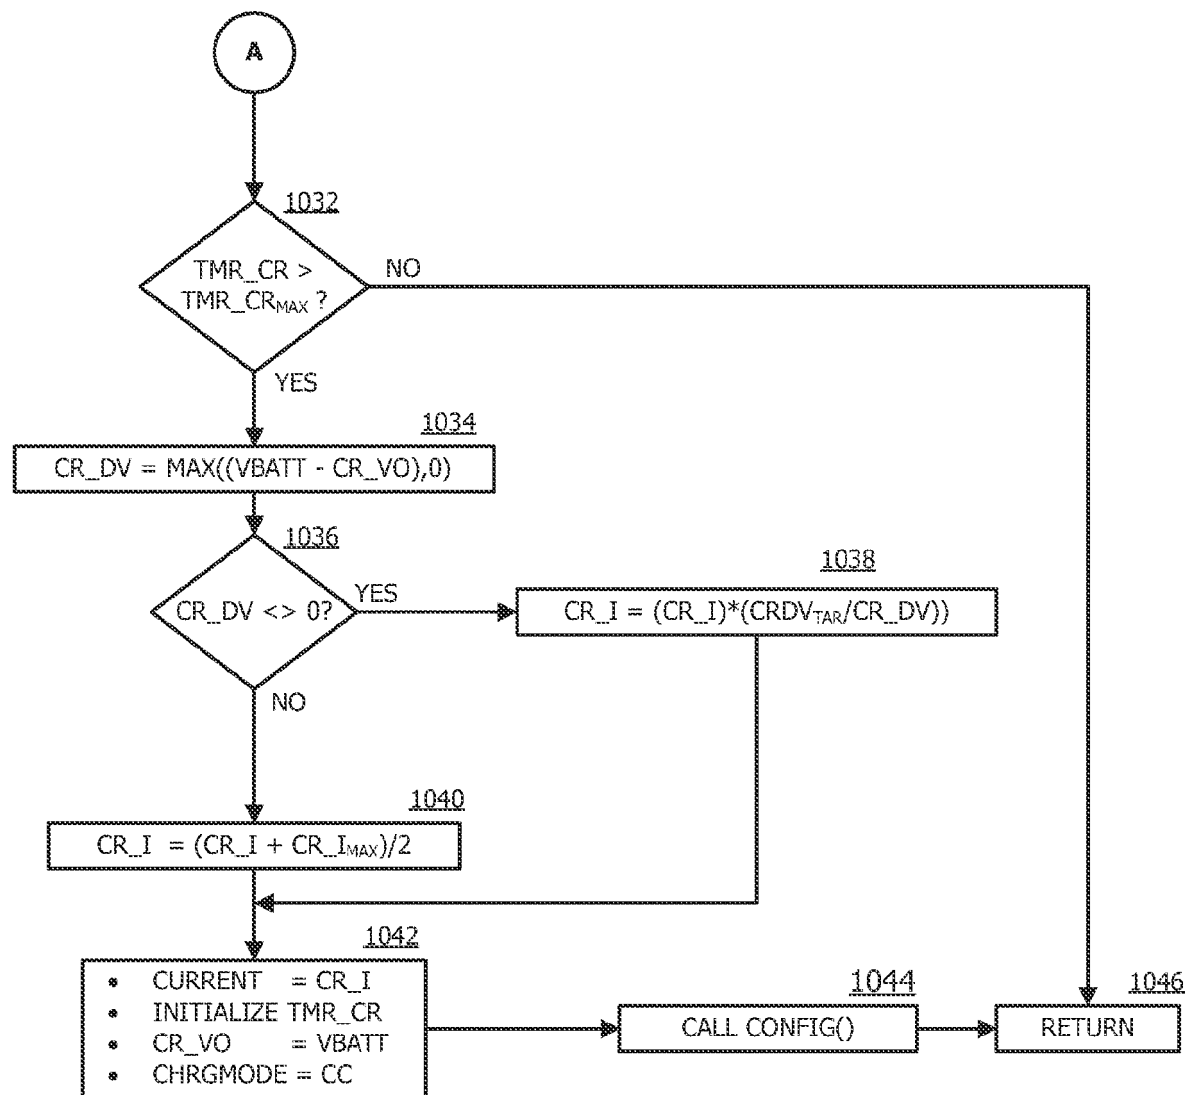 A
1032
TMR_CR >
TMR_CRMAX ?
NO
YES
1034
CR_DV = MAX((VBATT - CR_VO),0)
1036
CR_DV <> 0?
YES
1038
CR_I = (CR_I)*(CRDVTAR/CR_DV))
NO
1040
CR_I = (CR_I + CR_IMAX)/2
1042
• CURRENT = CR_I
• INITIALIZE TMR_CR
• CR_VO = VBATT
• CHRGMODE = CC
1044
CALL CONFIG()
1046
RETURN